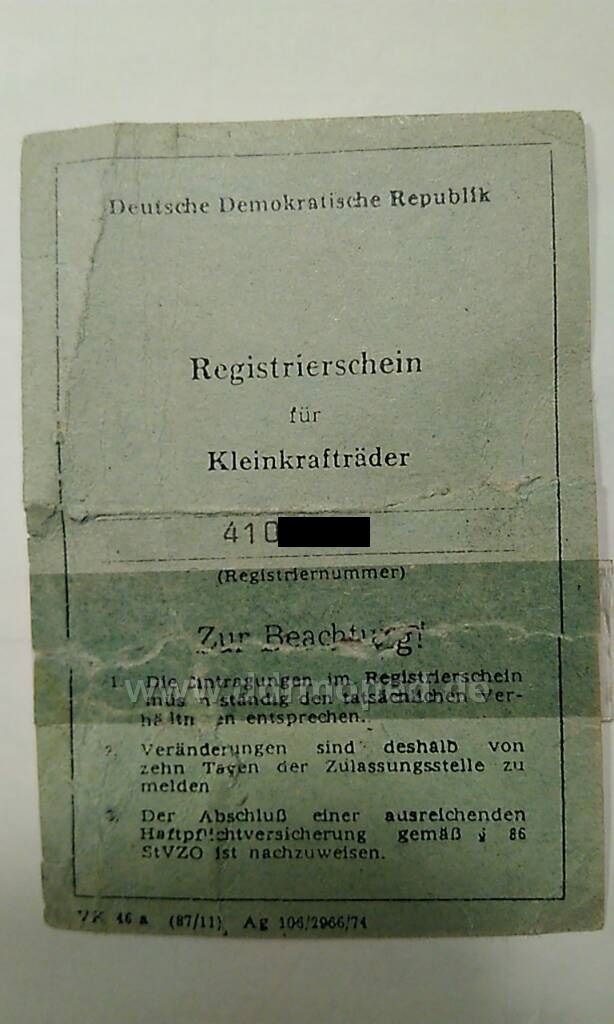 Deutsche Demokratische Republik
Registrierschein
für
Kleinkrafträder
410
(Registriernummer)
Zur Beachtung!
1. Die Eintragungen im Registrierschein
ständig den tatsächlichen Ver-
entsprechen.
2. Veränderungen sind deshalb von
zehn Tagen der Zulassungsstelle zu
melden
3. Der Abschluß einer ausreichenden
Haftpflichtversicherung gemäß § 86
StVZO ist nachzuweisen.
VK 46 a (87/11) Ag 106/2966/74